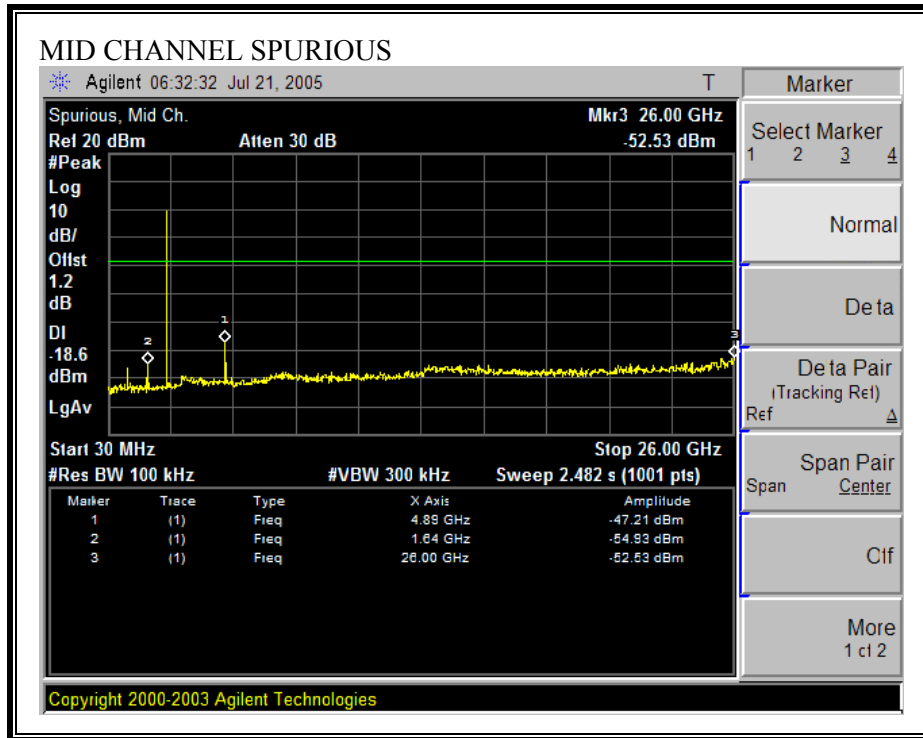 MID CHANNEL SPURIOUS
Agilent 06:32:32 Jul 21, 2005 T
Spurious, Mid Ch. Mkr3 26.00 GHz
Ref 20 dBm Atten 30 dB -52.53 dBm
#Peak
Log
10
dB/
Offst
1.2
dB
DI
-18.6
dBm
LgAv
1
2
3
Start 30 MHz Stop 26.00 GHz
#Res BW 100 kHz #VBW 300 kHz Sweep 2.482 s (1001 pts)
Marker Trace Type X Axis Amplitude
1 (1) Freq 4.89 GHz -47.21 dBm
2 (1) Freq 1.64 GHz -54.93 dBm
3 (1) Freq 26.00 GHz -52.53 dBm
Copyright 2000-2003 Agilent Technologies
Marker
Select Marker
1 2 3 4
Normal
Delta
Delta Pair
(Tracking Ref)
Ref Δ
Span Pair
Span Center
Off
More
1 of 2